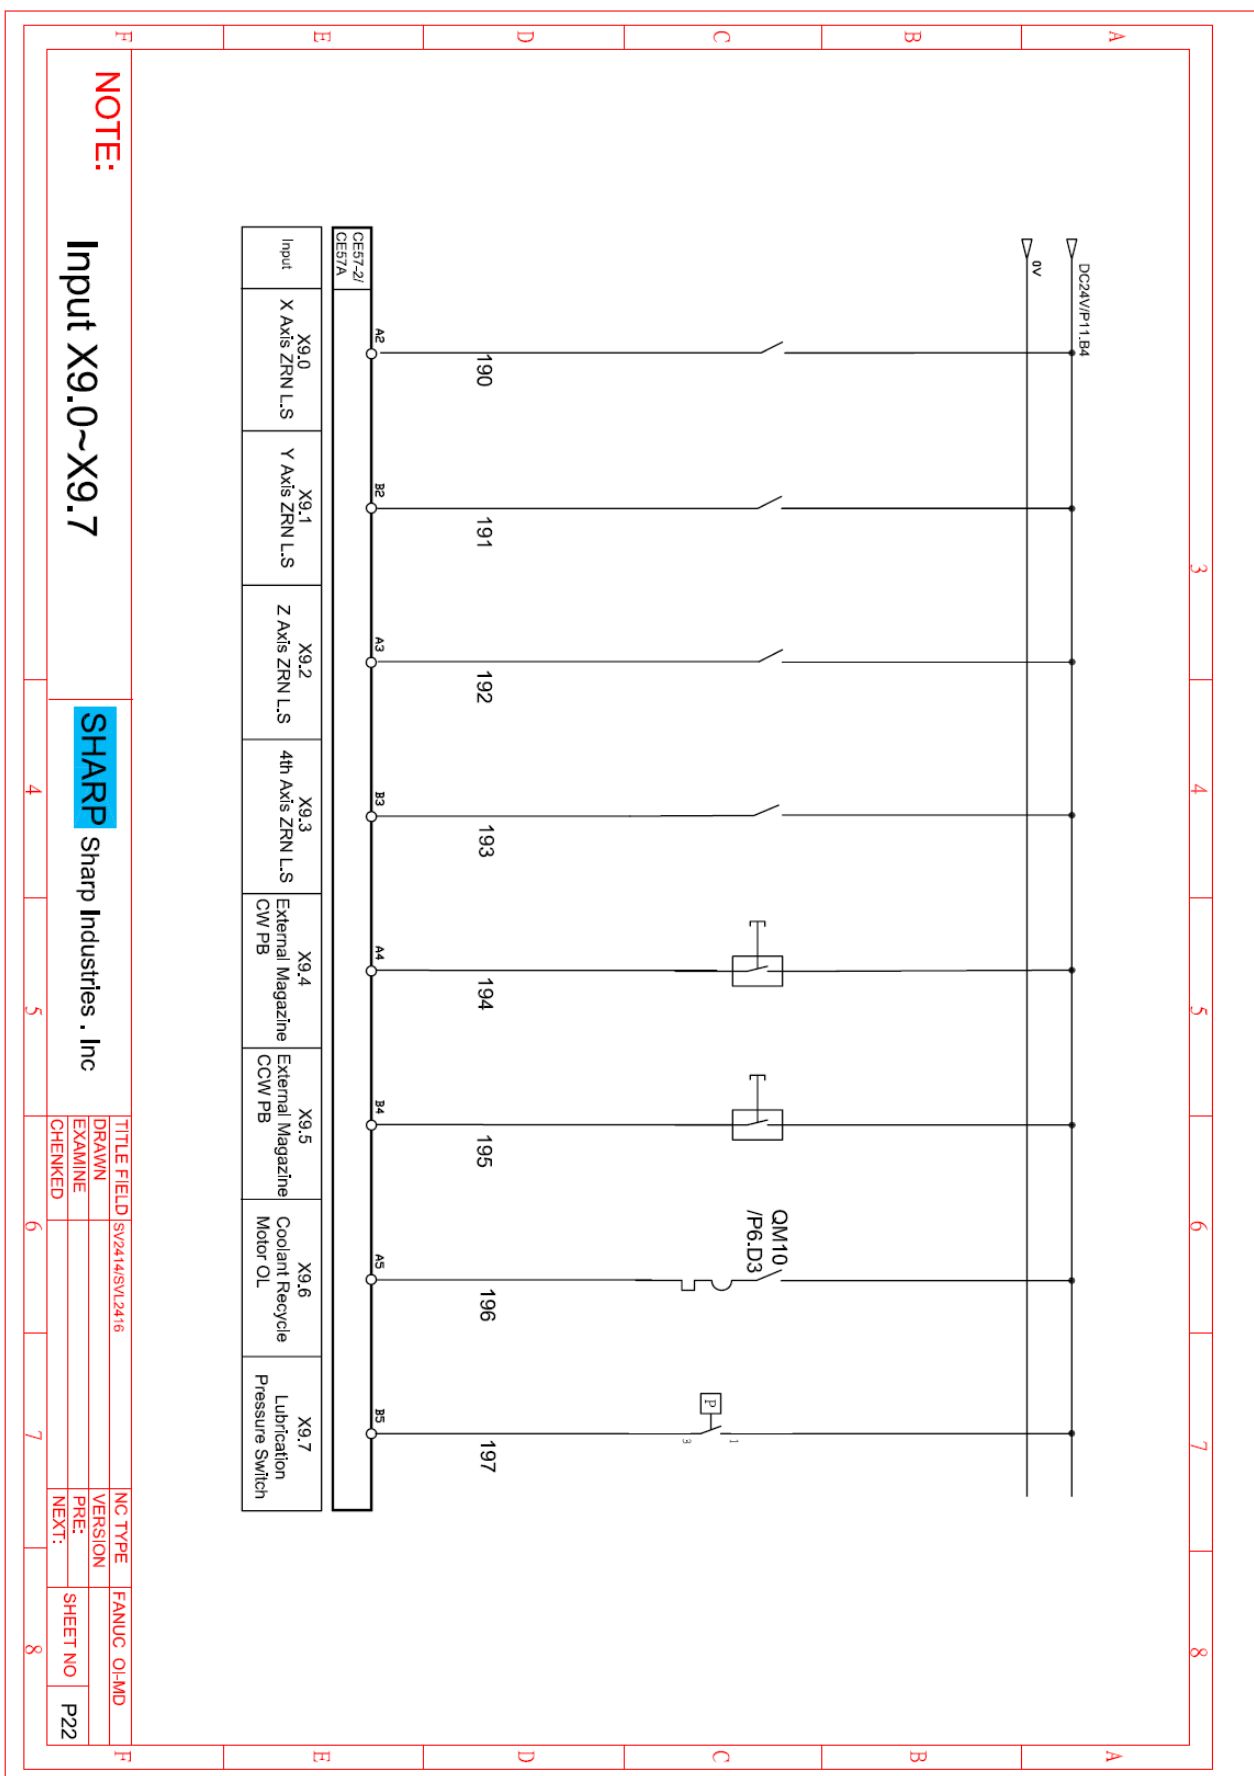 A
B
C
D
E
F
3
4
5
6
7
8
DC24V/P11.B4
0V
QM10
/P6.D3
P
1
3
190
191
192
193
194
195
196
197
A2
B2
A3
B3
A4
B4
A5
B5
CE57-2/
CE57A
Input
X9.0
X Axis ZRN L.S
X9.1
Y Axis ZRN L.S
X9.2
Z Axis ZRN L.S
X9.3
4th Axis ZRN L.S
X9.4
External Magazine
CW PB
X9.5
External Magazine
CCW PB
X9.6
Coolant Recycle
Motor OL
X9.7
Lubrication
Pressure Switch
NOTE:
Input X9.0~X9.7
SHARP Sharp Industries . Inc
TITLE FIELD SV2414/SVL2416
DRAWN
EXAMINE
CHENKED
NC TYPE FANUC OI-MD
VERSION
PRE:
NEXT:
SHEET NO P22
4
5
6
7
8
A
B
C
D
E
F